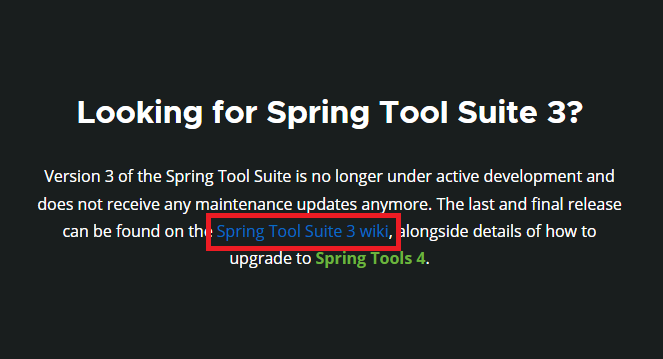 Looking for Spring Tool Suite 3?
Version 3 of the Spring Tool Suite is no longer under active development and
does not receive any maintenance updates anymore. The last and final release
can be found on the Spring Tool Suite 3 wiki, alongside details of how to
upgrade to Spring Tools 4.